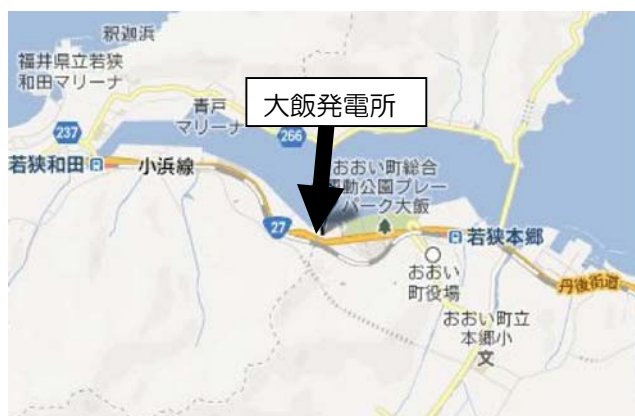 釈迦浜
福井県立若狭
和田マリーナ
青戸
マリーナ
大飯発電所
237
266
若狭和田
小浜線
おおい町総合
運動公園プレー
パーク大飯
27
若狭本郷
おおい
町役場
丹後街道
おおい町立
本郷小
文